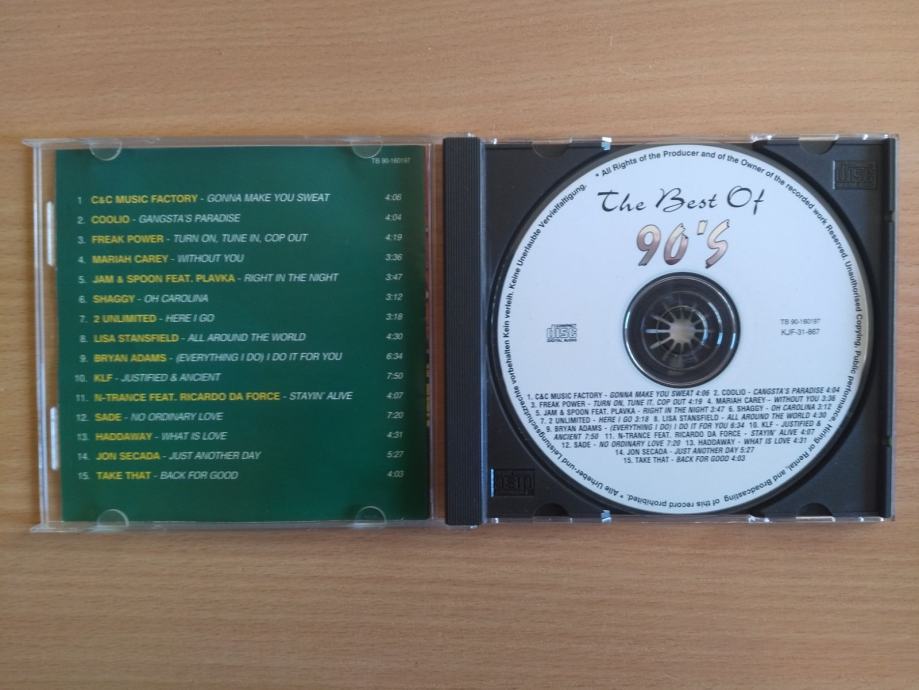 TB 90-160197
1 C&C MUSIC FACTORY - GONNA MAKE YOU SWEAT 4:06
2. COOLIO - GANGSTA'S PARADISE 4:04
3. FREAK POWER - TURN ON, TUNE IN, COP OUT 4:19
4. MARIAH CAREY - WITHOUT YOU 3:36
5. JAM & SPOON FEAT. PLAVKA - RIGHT IN THE NIGHT 3:47
6. SHAGGY - OH CAROLINA 3:12
7. 2 UNLIMITED - HERE I GO 3:18
8. LISA STANSFIELD - ALL AROUND THE WORLD 4:30
9. BRYAN ADAMS - (EVERYTHING I DO) I DO IT FOR YOU 6:34
10. KLF - JUSTIFIED & ANCIENT 7:50
11. N-TRANCE FEAT. RICARDO DA FORCE - STAYIN' ALIVE 4:07
12. SADE - NO ORDINARY LOVE 7:20
13. HADDAWAY - WHAT IS LOVE 4:31
14. JON SECADA - JUST ANOTHER DAY 5:27
15. TAKE THAT - BACK FOR GOOD 4:03
* All Rights of the Producer and of the Owner of the recorded work Reserved. Unauthorised Copying, Public performance, Hiring or Rental, and Broadcasting of this record prohibited. * Alle Urheber-und Leistungsschutzrechte vorbehalten Kein verleih. Keine Unerlaubte Vervielfaltigung.
The Best Of
90'S
COMPACT
DISC
DIGITAL AUDIO
TB 90-160197
KJF-31-867
1. C&C MUSIC FACTORY - GONNA MAKE YOU SWEAT 4:06 2. COOLIO - GANGSTA'S PARADISE 4:04
3. FREAK POWER - TURN ON, TUNE IT, COP OUT 4:19 4. MARIAH CAREY - WITHOUT YOU 3:36
5. JAM & SPOON FEAT. PLAVKA - RIGHT IN THE NIGHT 3:47 6. SHAGGY - OH CAROLINA 3:12
7. 2 UNLIMITED - HERE I GO 3:18 8. LISA STANSFIELD - ALL AROUND THE WORLD 4:30
9. BRYAN ADAMS - (EVERYTHING I DO) I DO IT FOR YOU 6:34 10. KLF - JUSTIFIED &
ANCIENT 7:50 11. N-TRANCE FEAT. RICARDO DA FORCE - STAYIN' ALIVE 4:07
12. SADE - NO ORDINARY LOVE 7:20 13. HADDAWAY - WHAT IS LOVE 4:31
14. JON SECADA - JUST ANOTHER DAY 5:27
15. TAKE THAT - BACK FOR GOOD 4:03